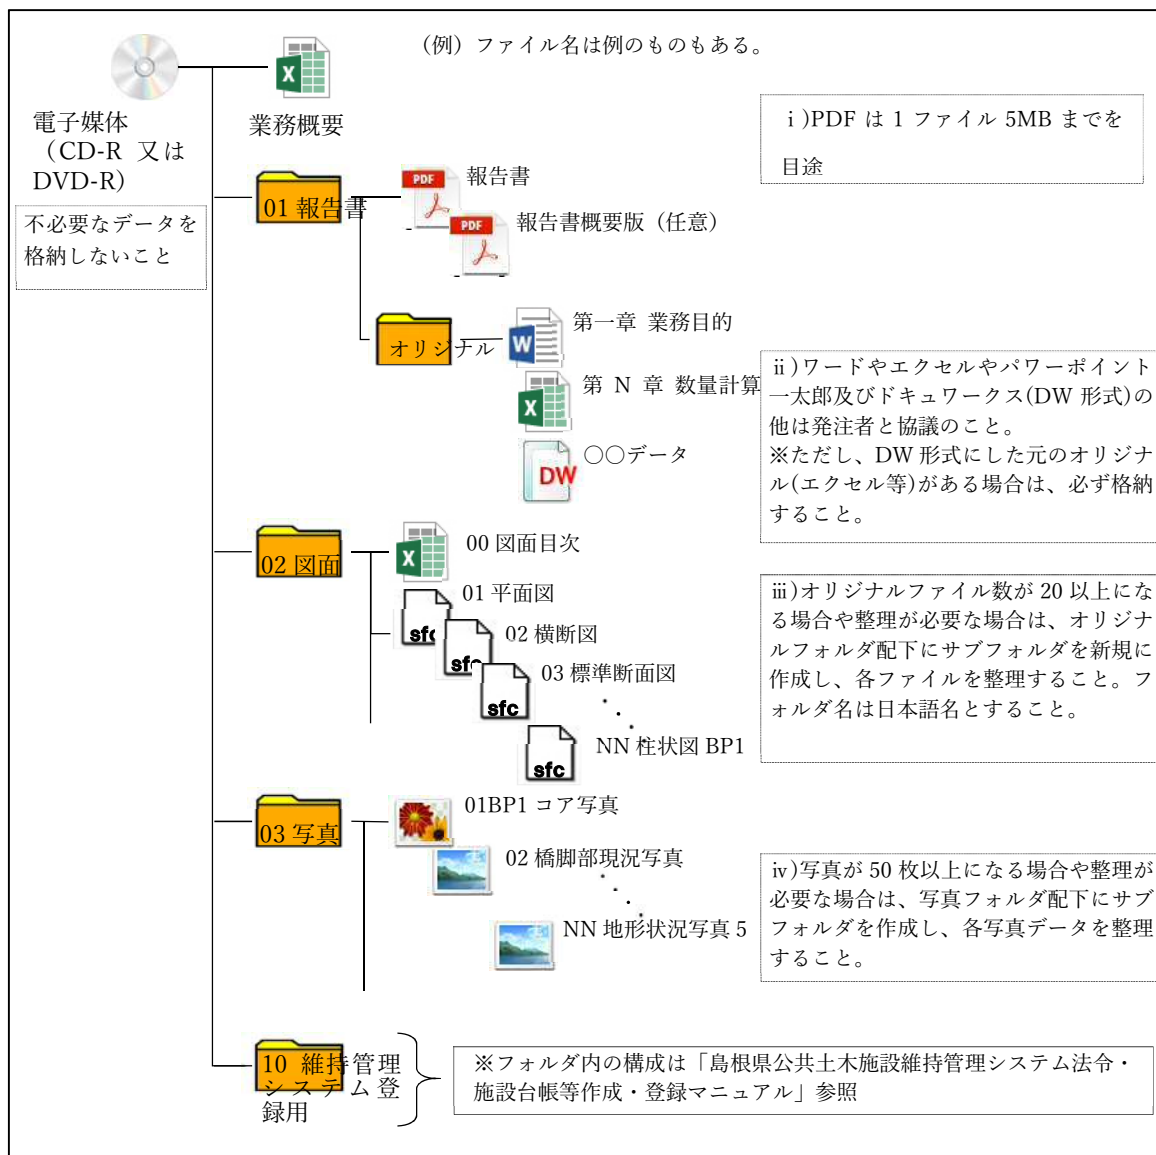 （例）ファイル名は例のものもある。
電子媒体
（CD-R 又は
DVD-R）
業務概要
ⅰ)PDF は 1 ファイル 5MB までを
目途
不必要なデータを
格納しないこと
01 報告書
PDF
報告書
PDF
報告書概要版（任意）
オリジナル
第一章 業務目的
第 N 章 数量計算
DW
〇〇データ
ⅱ)ワードやエクセルやパワーポイント
一太郎及びドキュワークス(DW 形式)の
他は発注者と協議のこと。
※ただし、DW 形式にした元のオリジナ
ル(エクセル等)がある場合は、必ず格納
すること。
02 図面
00 図面目次
01 平面図
sfc
02 横断図
sfc
03 標準断面図
sfc
NN 柱状図 BP1
sfc
ⅲ)オリジナルファイル数が 20 以上にな
る場合や整理が必要な場合は、オリジナ
ルフォルダ配下にサブフォルダを新規に
作成し、各ファイルを整理すること。フ
ォルダ名は日本語名とすること。
03 写真
01BP1 コア写真
02 橋脚部現況写真
NN 地形状況写真 5
ⅳ)写真が 50 枚以上になる場合や整理が
必要な場合は、写真フォルダ配下にサブ
フォルダを作成し、各写真データを整理
すること。
10 維持管理
システム登
録用
※フォルダ内の構成は「島根県公共土木施設維持管理システム法令・
施設台帳等作成・登録マニュアル」参照